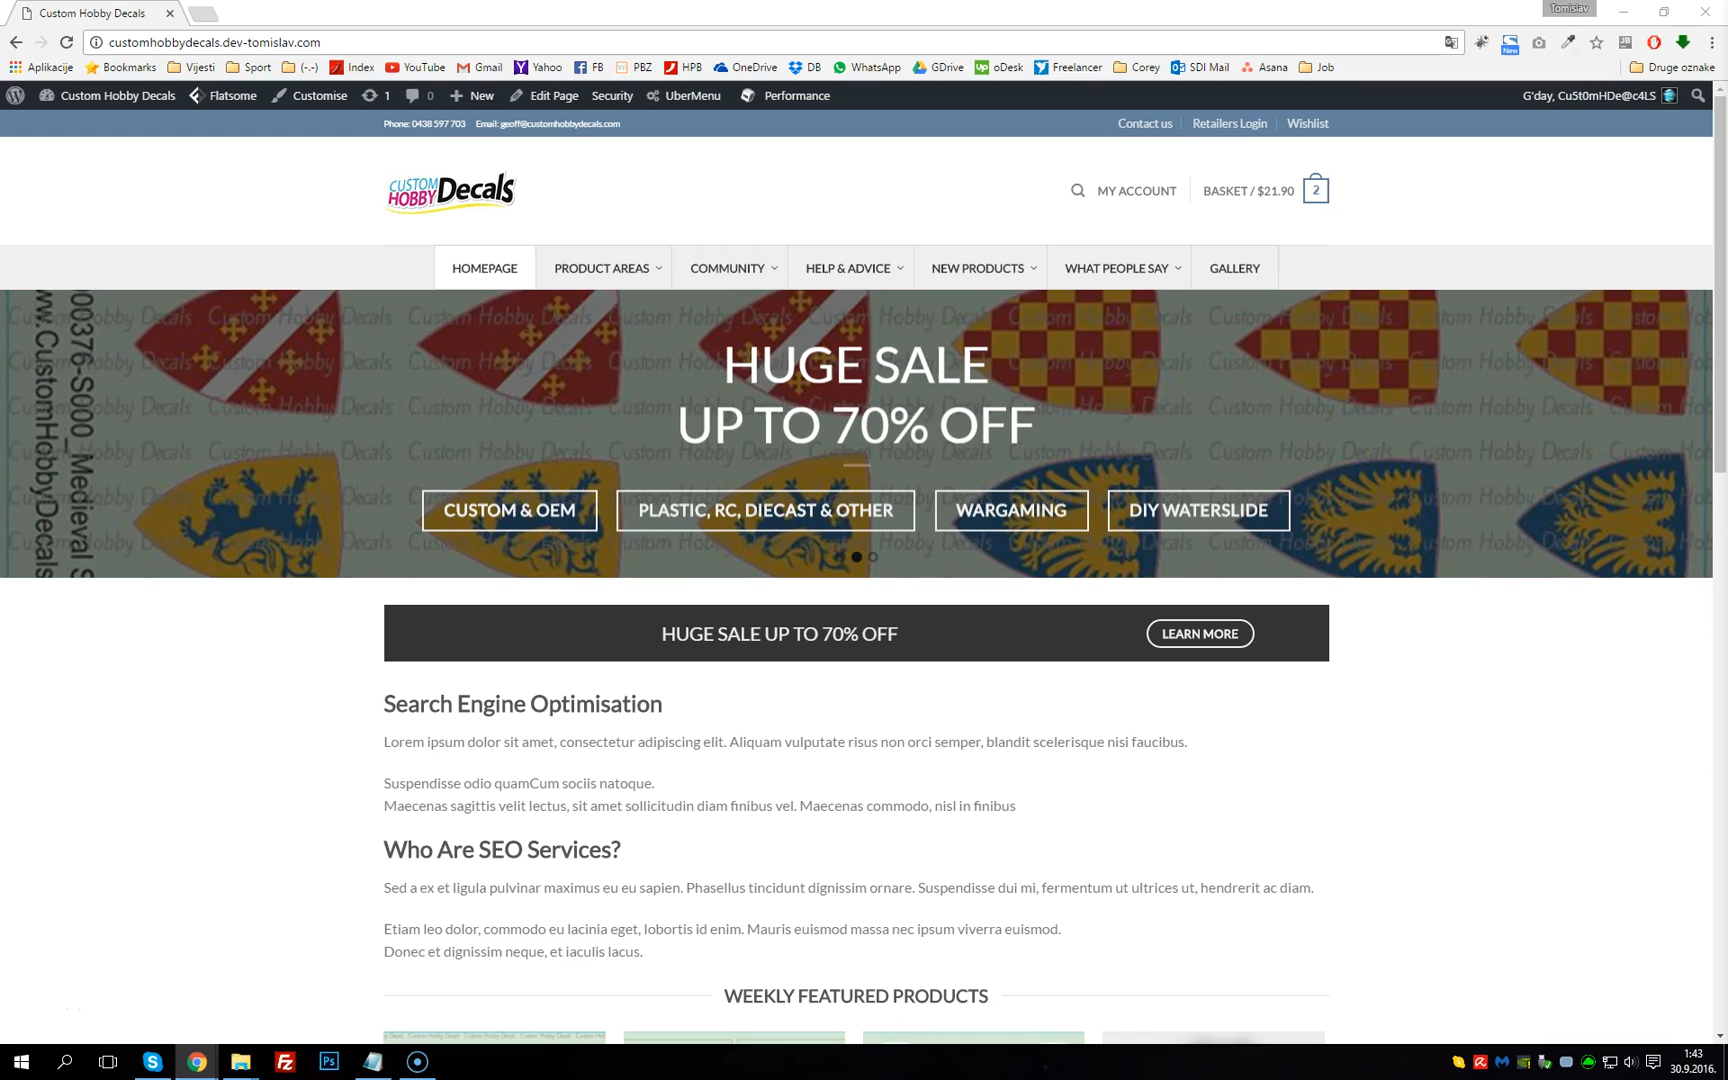 Custom Hobby Decals
Tomislav
customhobbydecals.dev-tomislav.com
New
Aplikacije Bookmarks Vijesti Sport (-.-) Index YouTube Gmail Yahoo FB PBZ HPB OneDrive DB WhatsApp GDrive oDesk Freelancer Corey SDI Mail Asana Job Druge oznake
Custom Hobby Decals Flatsome Customise 1 0 New Edit Page Security UberMenu Performance G'day, Cu5t0mHDe@c4LS
Phone: 0438 597 703 Email: geoff@customhobbydecals.com Contact us Retailers Login Wishlist
CUSTOM HOBBY Decals
MY ACCOUNT BASKET / $21.90 2
HOMEPAGE PRODUCT AREAS COMMUNITY HELP & ADVICE NEW PRODUCTS WHAT PEOPLE SAY GALLERY
HUGE SALE
UP TO 70% OFF
CUSTOM & OEM PLASTIC, RC, DIECAST & OTHER WARGAMING DIY WATERSLIDE
HUGE SALE UP TO 70% OFF LEARN MORE
Search Engine Optimisation
Lorem ipsum dolor sit amet, consectetur adipiscing elit. Aliquam vulputate risus non orci semper, blandit scelerisque nisi faucibus.
Suspendisse odio quamCum sociis natoque.
Maecenas sagittis velit lectus, sit amet sollicitudin diam finibus vel. Maecenas commodo, nisl in finibus
Who Are SEO Services?
Sed a ex et ligula pulvinar maximus eu eu sapien. Phasellus tincidunt dignissim ornare. Suspendisse dui mi, fermentum ut ultrices ut, hendrerit ac diam.
Etiam leo dolor, commodo eu lacinia eget, lobortis id enim. Mauris euismod massa nec ipsum viverra euismod.
Donec et dignissim neque, et iaculis lacus.
WEEKLY FEATURED PRODUCTS
1:43
30.9.2016.